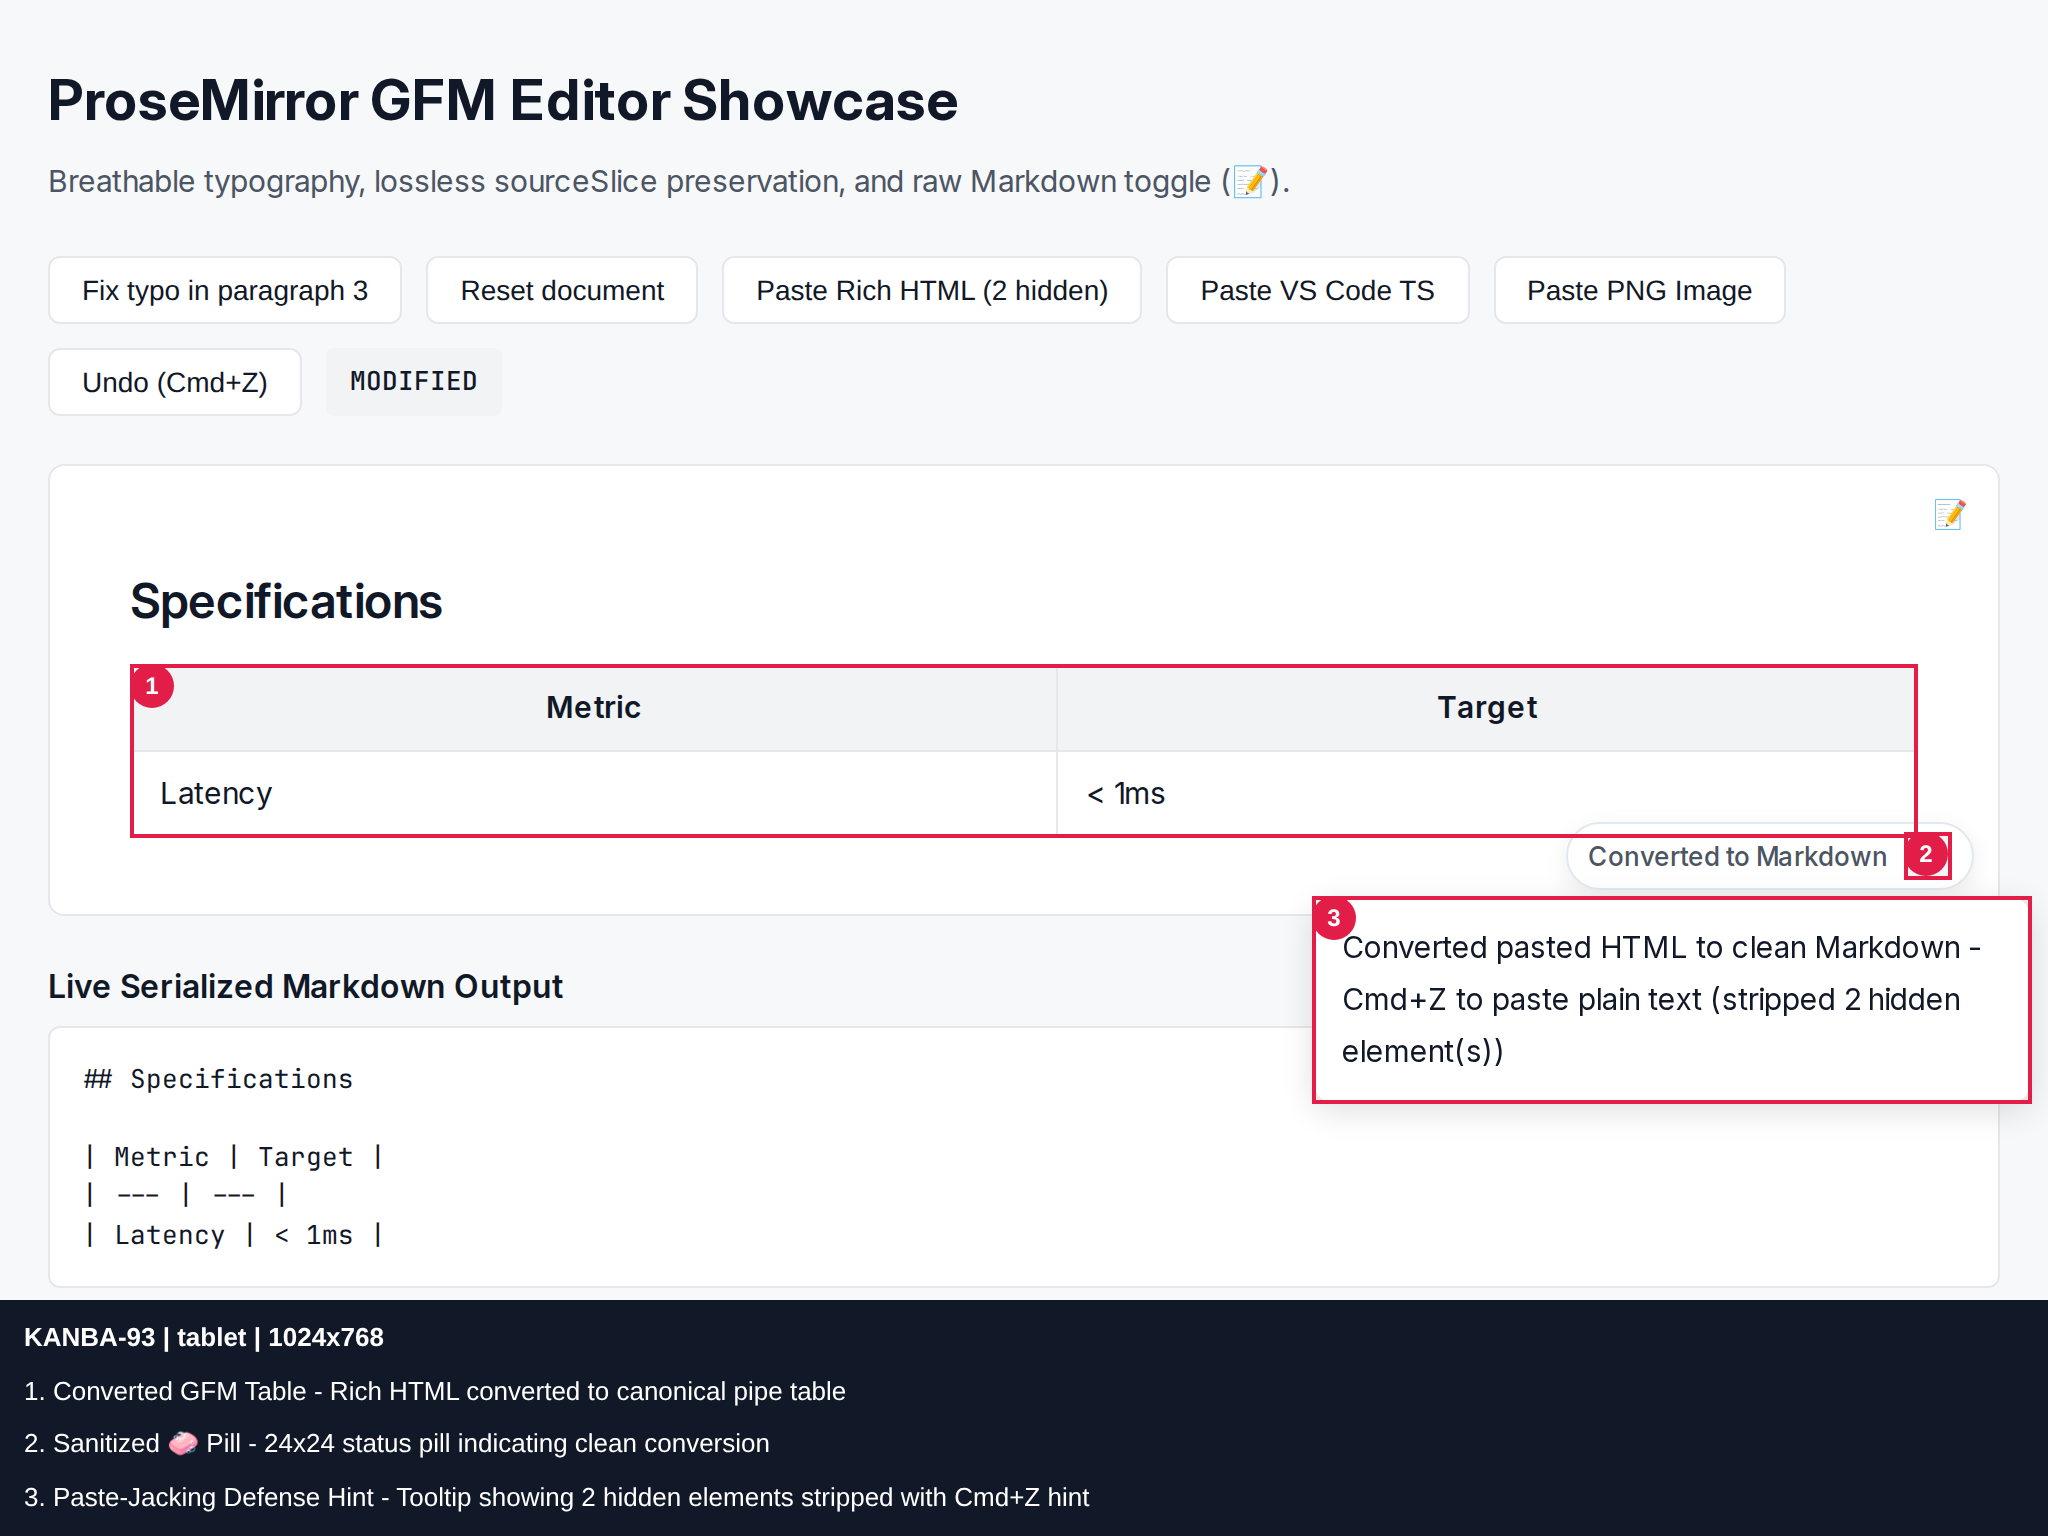 ProseMirror GFM Editor Showcase
Breathable typography, lossless sourceSlice preservation, and raw Markdown toggle (📝).
Fix typo in paragraph 3
Reset document
Paste Rich HTML (2 hidden)
Paste VS Code TS
Paste PNG Image
Undo (Cmd+Z)
MODIFIED
📝
Specifications
1
Metric
Target
Latency
< 1ms
Converted to Markdown
2
3
Converted pasted HTML to clean Markdown -
Cmd+Z to paste plain text (stripped 2 hidden
element(s))
Live Serialized Markdown Output
## Specifications
| Metric | Target |
| --- | --- |
| Latency | < 1ms |
KANBA-93 | tablet | 1024x768
1. Converted GFM Table - Rich HTML converted to canonical pipe table
2. Sanitized 🧼 Pill - 24x24 status pill indicating clean conversion
3. Paste-Jacking Defense Hint - Tooltip showing 2 hidden elements stripped with Cmd+Z hint